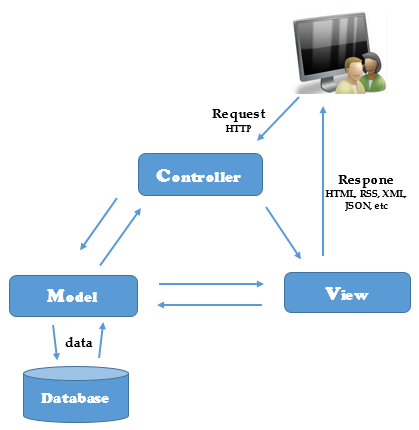 Request
HTTP
Controller
Respone
HTML, RSS, XML,
JSON, etc
Model
View
data
Database